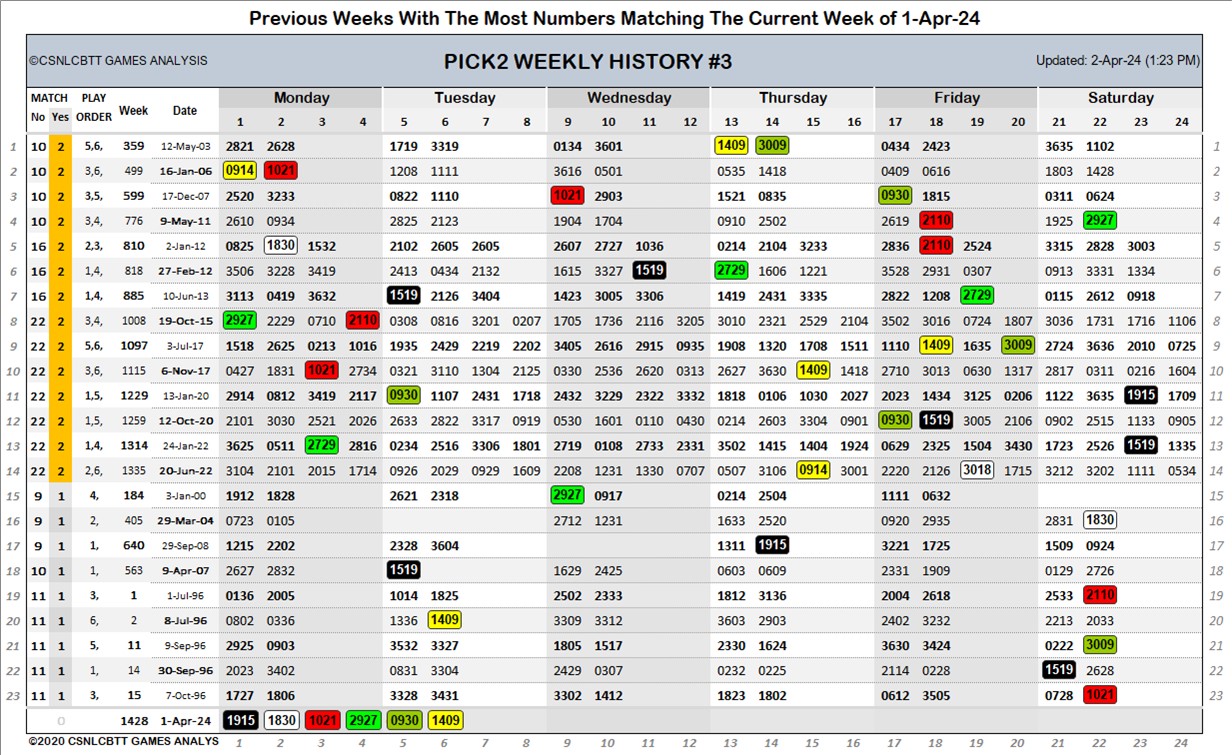 Previous Weeks With The Most Numbers Matching The Current Week of 1-Apr-24
©CSNLCBTT GAMES ANALYSIS PICK2 WEEKLY HISTORY #3 Updated: 2-Apr-24 (1:23 PM)
MATCH PLAY Week Date Monday Tuesday Wednesday Thursday Friday Saturday
No Yes ORDER 1 2 3 4 5 6 7 8 9 10 11 12 13 14 15 16 17 18 19 20 21 22 23 24
1 10 2 5,6, 359 12-May-03 2821 2628 1719 3319 0134 3601 1409 3009 0434 2423 3635 1102 1
2 10 2 3,6, 499 16-Jan-06 0914 1021 1208 1111 3616 0501 0535 1418 0409 0616 1803 1428 2
3 10 2 3,5, 599 17-Dec-07 2520 3233 0822 1110 1021 2903 1521 0835 0930 1815 0311 0624 3
4 10 2 3,4, 776 9-May-11 2610 0934 2825 2123 1904 1704 0910 2502 2619 2110 1925 2927 4
5 16 2 2,3, 810 2-Jan-12 0825 1830 1532 2102 2605 2605 2607 2727 1036 0214 2104 3233 2836 2110 2524 3315 2828 3003 5
6 16 2 1,4, 818 27-Feb-12 3506 3228 3419 2413 0434 2132 1615 3327 1519 2729 1606 1221 3528 2931 0307 0913 3331 1334 6
7 16 2 1,4, 885 10-Jun-13 3113 0419 3632 1519 2126 3404 1423 3005 3306 1419 2431 3335 2822 1208 2729 0115 2612 0918 7
8 22 2 3,4, 1008 19-Oct-15 2927 2229 0710 2110 0308 0816 3201 0207 1705 1736 2116 3205 3010 2321 2529 2104 3502 3016 0724 1807 3036 1731 1716 1106 8
9 22 2 5,6, 1097 3-Jul-17 1518 2625 0213 1016 1935 2429 2219 2202 3405 2616 2915 0935 1908 1320 1708 1511 1110 1409 1635 3009 2724 3636 2010 0725 9
10 22 2 3,6, 1115 6-Nov-17 0427 1831 1021 2734 0321 3110 1304 2125 0330 2536 2620 0313 2627 3630 1409 1418 2710 3013 0630 1317 2817 0311 0216 1604 10
11 22 2 1,5, 1229 13-Jan-20 2914 0812 3419 2117 0930 1107 2431 1718 2432 3229 2322 3332 1818 0106 1030 2027 2023 1434 3125 0206 1122 3635 1915 1709 11
12 22 2 1,5, 1259 12-Oct-20 2101 3030 2521 2026 2633 2822 3317 0919 0530 1601 0110 0430 0214 2603 3304 0901 0930 1519 3005 2106 0902 2515 1133 0905 12
13 22 2 1,4, 1314 24-Jan-22 3625 0511 2729 2816 0234 2516 3306 1801 2719 0108 2733 2331 3502 1415 1404 1924 0629 2325 1504 3430 1723 2526 1519 1335 13
14 22 2 2,6, 1335 20-Jun-22 3104 2101 2015 1714 0926 2029 0929 1609 2208 1231 1330 0707 0507 3106 0914 3001 2220 2126 3018 1715 3212 3202 1111 0534 14
15 9 1 4, 184 3-Jan-00 1912 1828 2621 2318 2927 0917 0214 2504 1111 0632 15
16 9 1 2, 405 29-Mar-04 0723 0105 2712 1231 1633 2520 0920 2935 2831 1830 16
17 9 1 1, 640 29-Sep-08 1215 2202 2328 3604 1311 1915 3221 1725 1509 0924 17
18 10 1 1, 563 9-Apr-07 2627 2832 1519 1629 2425 0603 0609 2331 1909 0129 2726 18
19 11 1 3, 1 1-Jul-96 0136 2005 1014 1825 2502 2333 1812 3136 2004 2618 2533 2110 19
20 11 1 6, 2 8-Jul-96 0802 0336 1336 1409 3309 3312 3603 2903 2402 3232 2213 2033 20
21 11 1 5, 11 9-Sep-96 2925 0903 3532 3327 1805 1517 2330 1624 3630 3424 0222 3009 21
22 11 1 1, 14 30-Sep-96 2023 3402 0831 3304 2429 0307 0232 0225 2114 0228 1519 2628 22
23 11 1 3, 15 7-Oct-96 1727 1806 3328 3431 3302 1412 1823 1802 0612 3505 0728 1021 23
0 1428 1-Apr-24 1915 1830 1021 2927 0930 1409
©2020 CSNLCBTT GAMES ANALYS 1 2 3 4 5 6 7 8 9 10 11 12 13 14 15 16 17 18 19 20 21 22 23 24